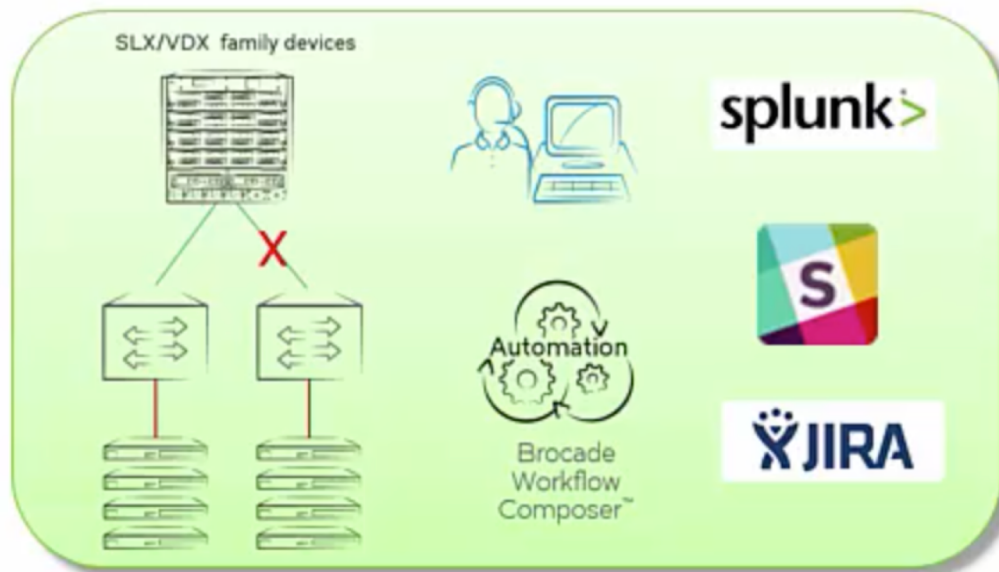 SLX/VDX family devices
splunk>
X
S
Automation
JIRA
Brocade
Workflow
Composer™